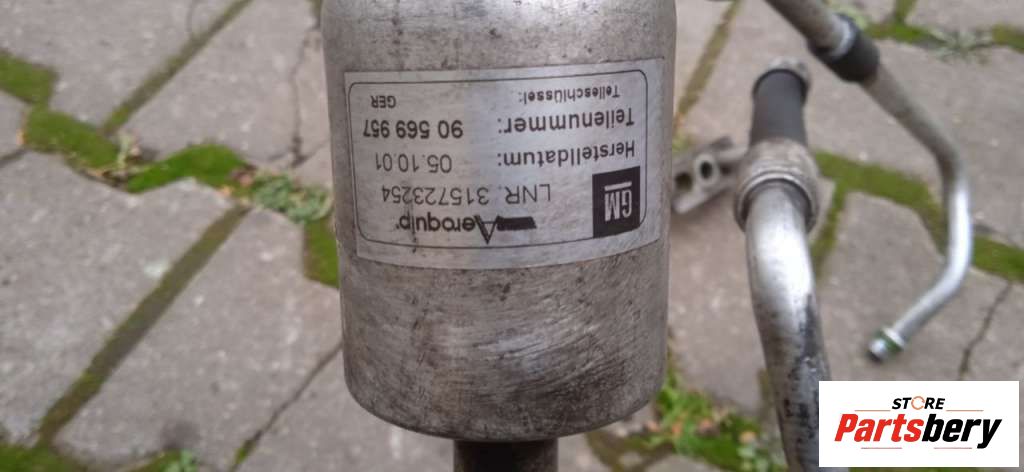 Aeroquip
GM
LNR. 315723254
Herstelldatum: 05.10.01
Teilenummer: 90 569 957
Teileschlüssel: GER
STORE
Partsbery